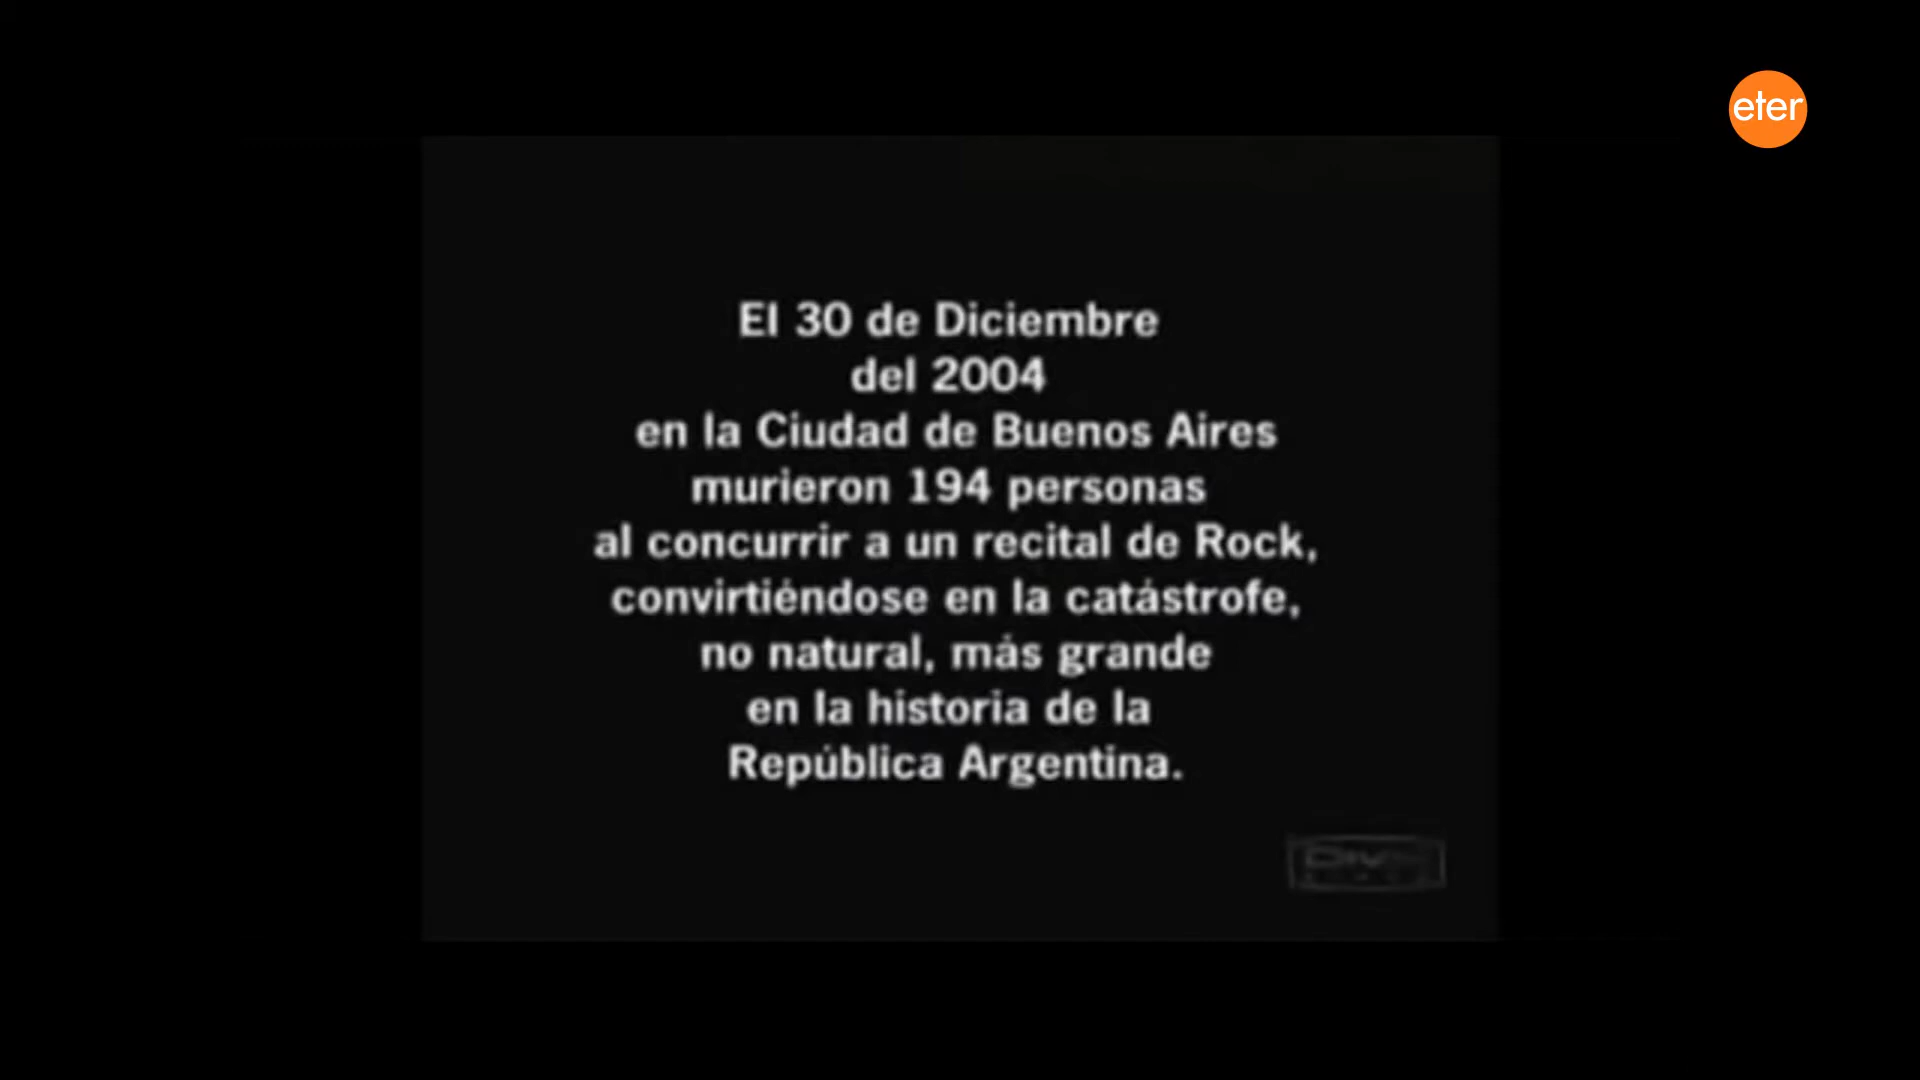 eter
El 30 de Diciembre
del 2004
en la Ciudad de Buenos Aires
murieron 194 personas
al concurrir a un recital de Rock,
convirtiéndose en la catástrofe,
no natural, más grande
en la historia de la
República Argentina.